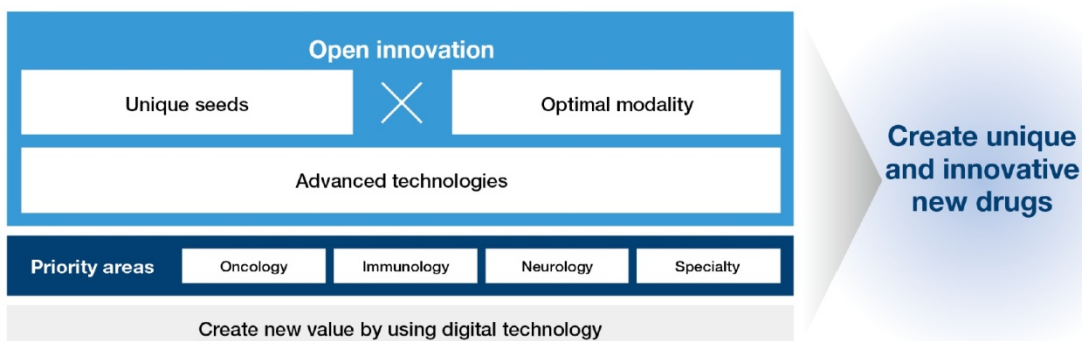 Open innovation
Unique seeds
Optimal modality
Advanced technologies
Priority areas
Oncology
Immunology
Neurology
Specialty
Create new value by using digital technology
Create unique
and innovative
new drugs